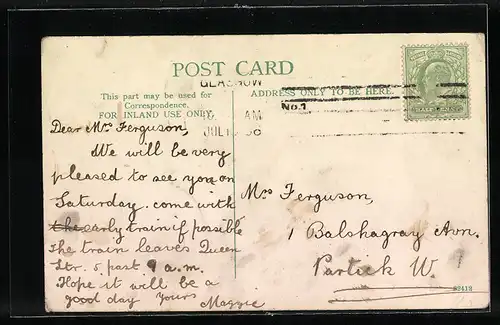 POST CARD
GLASGOW
This part may be used for
Correspondence.
FOR INLAND USE ONLY.
ADDRESS ONLY TO BE HERE.
AM
No.1
JUL
Dear Mrs Ferguson,
We will be very
pleased to see you on
Saturday. come with
the early train if possible
The train leaves Queen
Str. 5 past 9 a.m.
Hope it will be a
good day yours
Maggie
Mrs Ferguson,
1 Balshagray Avn.
Partick W.